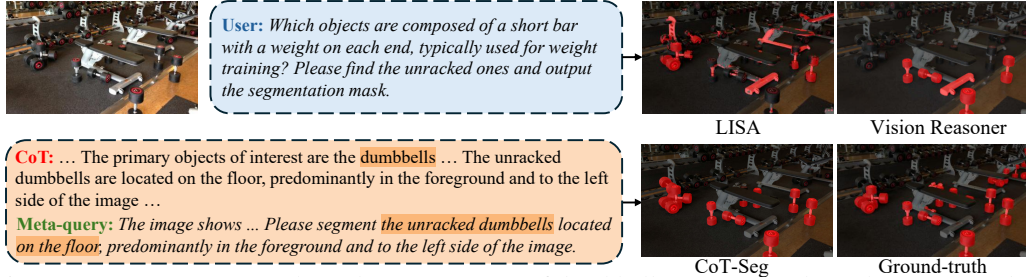 User: Which objects are composed of a short bar
with a weight on each end, typically used for weight
training? Please find the unracked ones and output
the segmentation mask.
LISA
Vision Reasoner
CoT: … The primary objects of interest are the dumbbells … The unracked
dumbbells are located on the floor, predominantly in the foreground and to the left
side of the image …
Meta-query: The image shows ... Please segment the unracked dumbbells located
on the floor, predominantly in the foreground and to the left side of the image.
CoT-Seg
Ground-truth